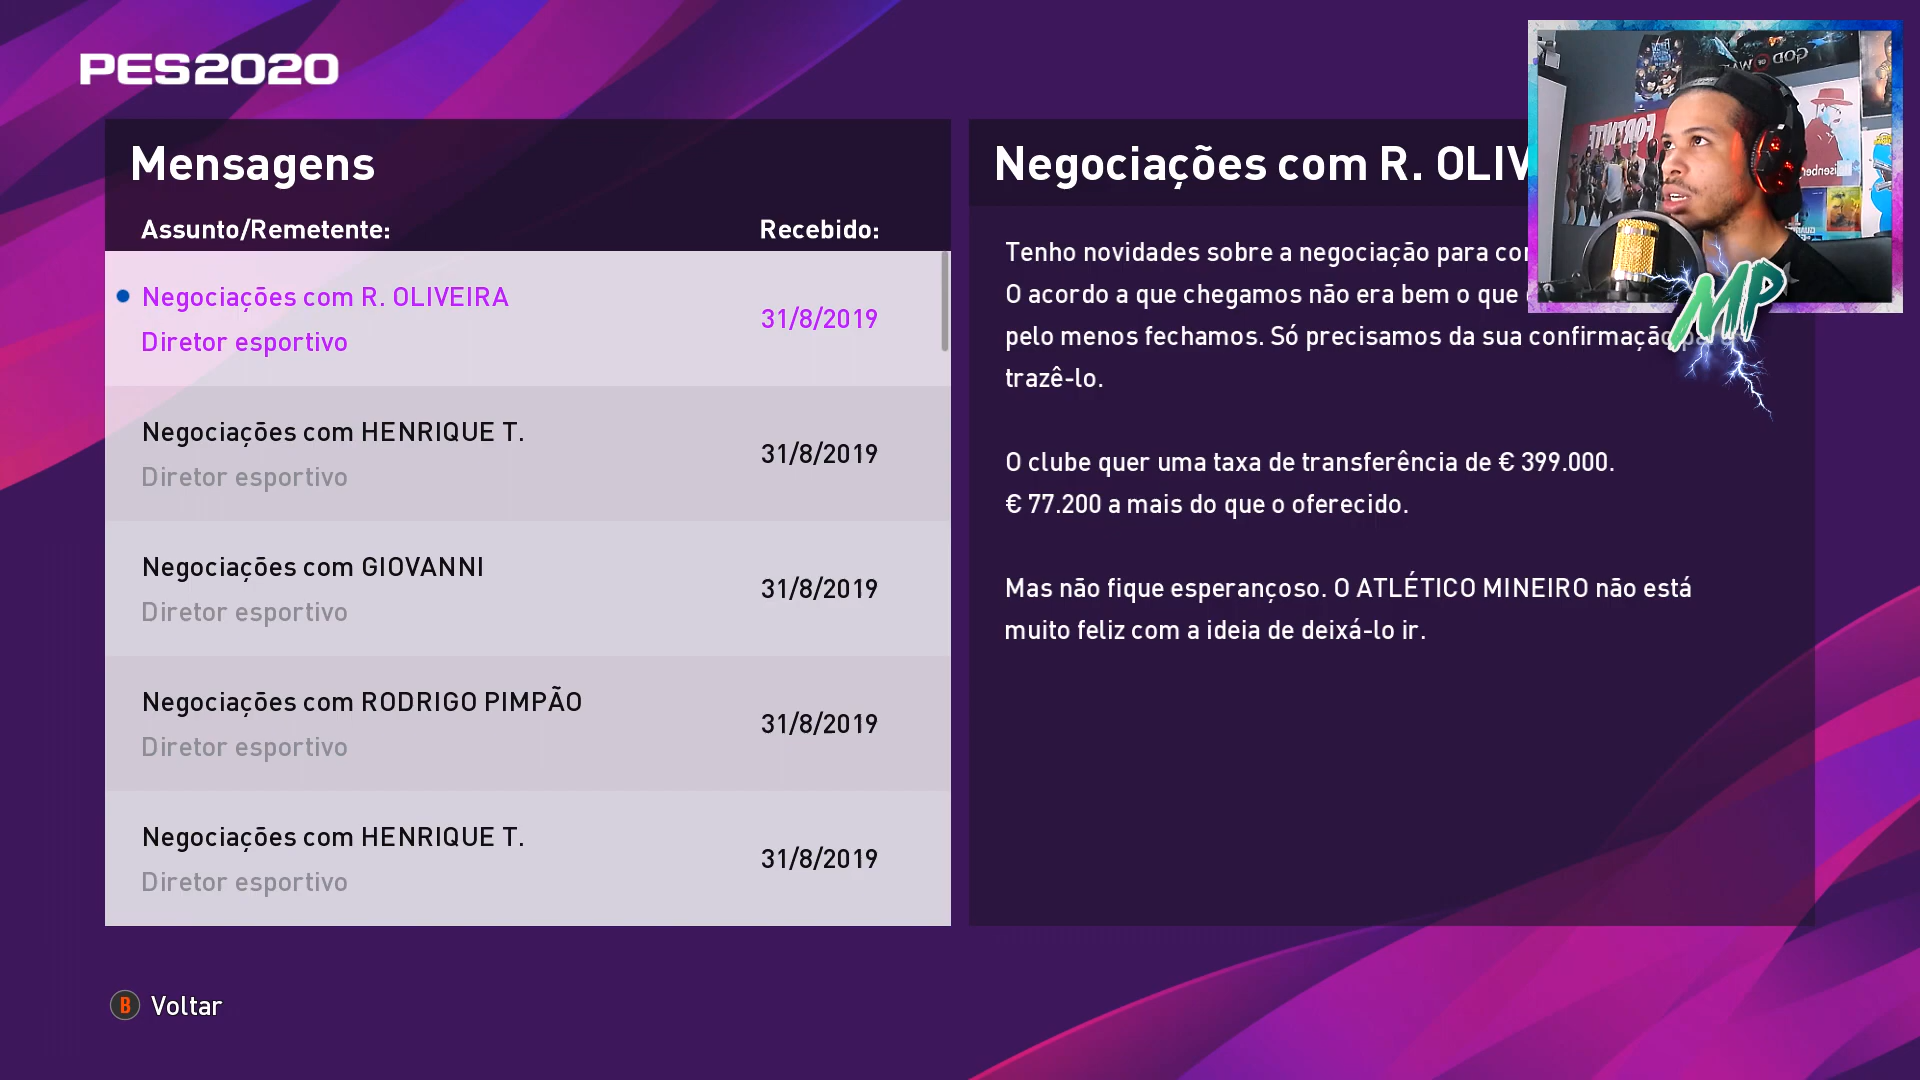 PES2020
Mensagens
Assunto/Remetente: Recebido:
Negociações com R. OLIVEIRA
Diretor esportivo
31/8/2019
Negociações com HENRIQUE T.
Diretor esportivo
31/8/2019
Negociações com GIOVANNI
Diretor esportivo
31/8/2019
Negociações com RODRIGO PIMPÃO
Diretor esportivo
31/8/2019
Negociações com HENRIQUE T.
Diretor esportivo
31/8/2019
Negociações com R.
Tenho novidades sobre a negociação para
O acordo a que chegamos não era bem o que
pelo menos fechamos. Só precisamos da sua confirmação
trazê-lo.
O clube quer uma taxa de transferência de € 399.000.
€ 77.200 a mais do que o oferecido.
Mas não fique esperançoso. O ATLÉTICO MINEIRO não está
muito feliz com a ideia de deixá-lo ir.
GOD OF WAR
FORTNITE
MP
B Voltar